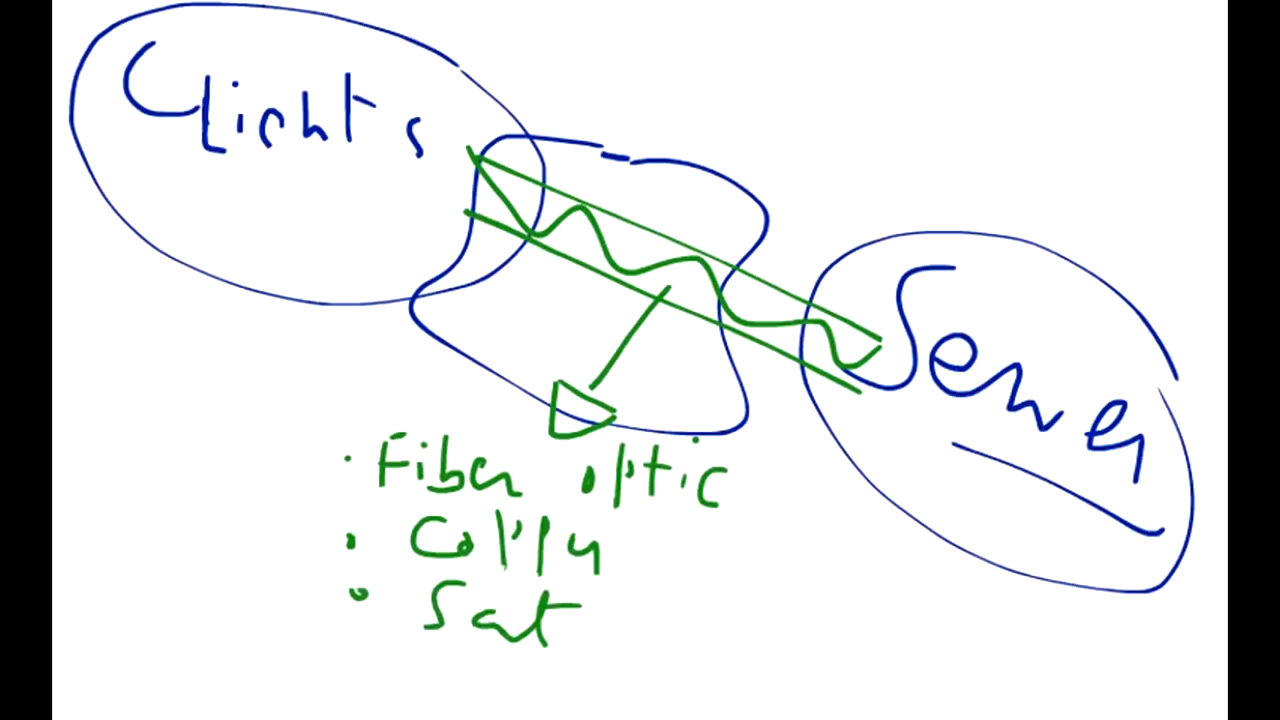 Clients
Server
· Fiber optic
· Copper
· Sat